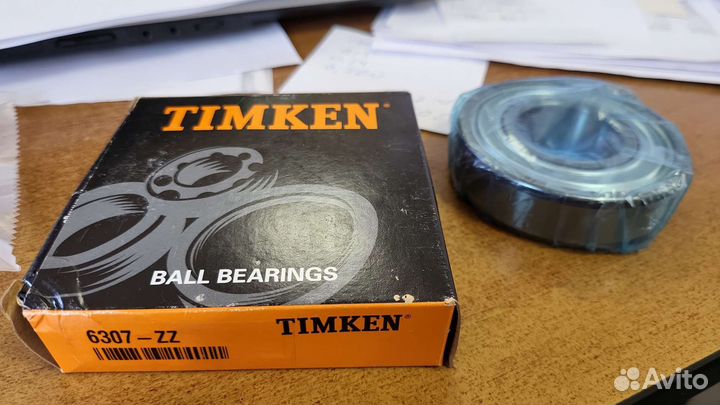 TIMKEN®
BALL BEARINGS
6307-ZZ
TIMKEN®
Avito